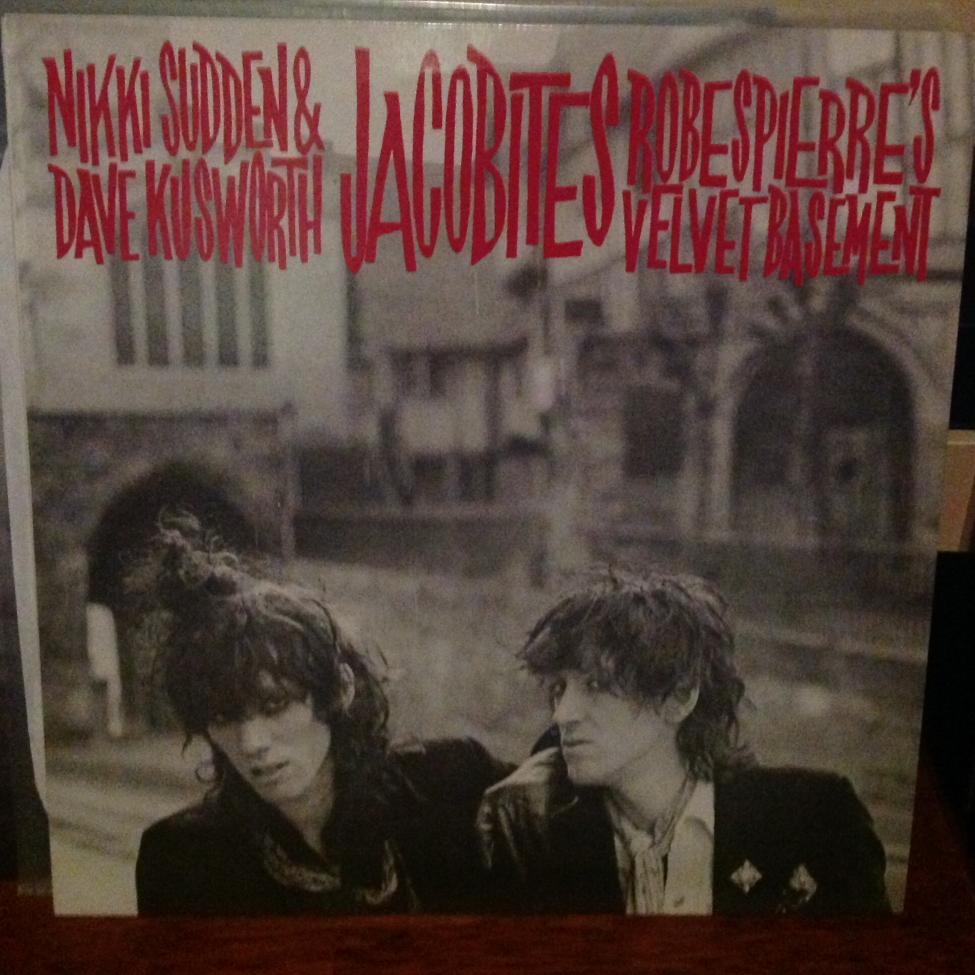 NIKKI SUDDEN &
DAVE KUSWORTH
JACOBITES
ROBESPIERRE'S
VELVET BASEMENT